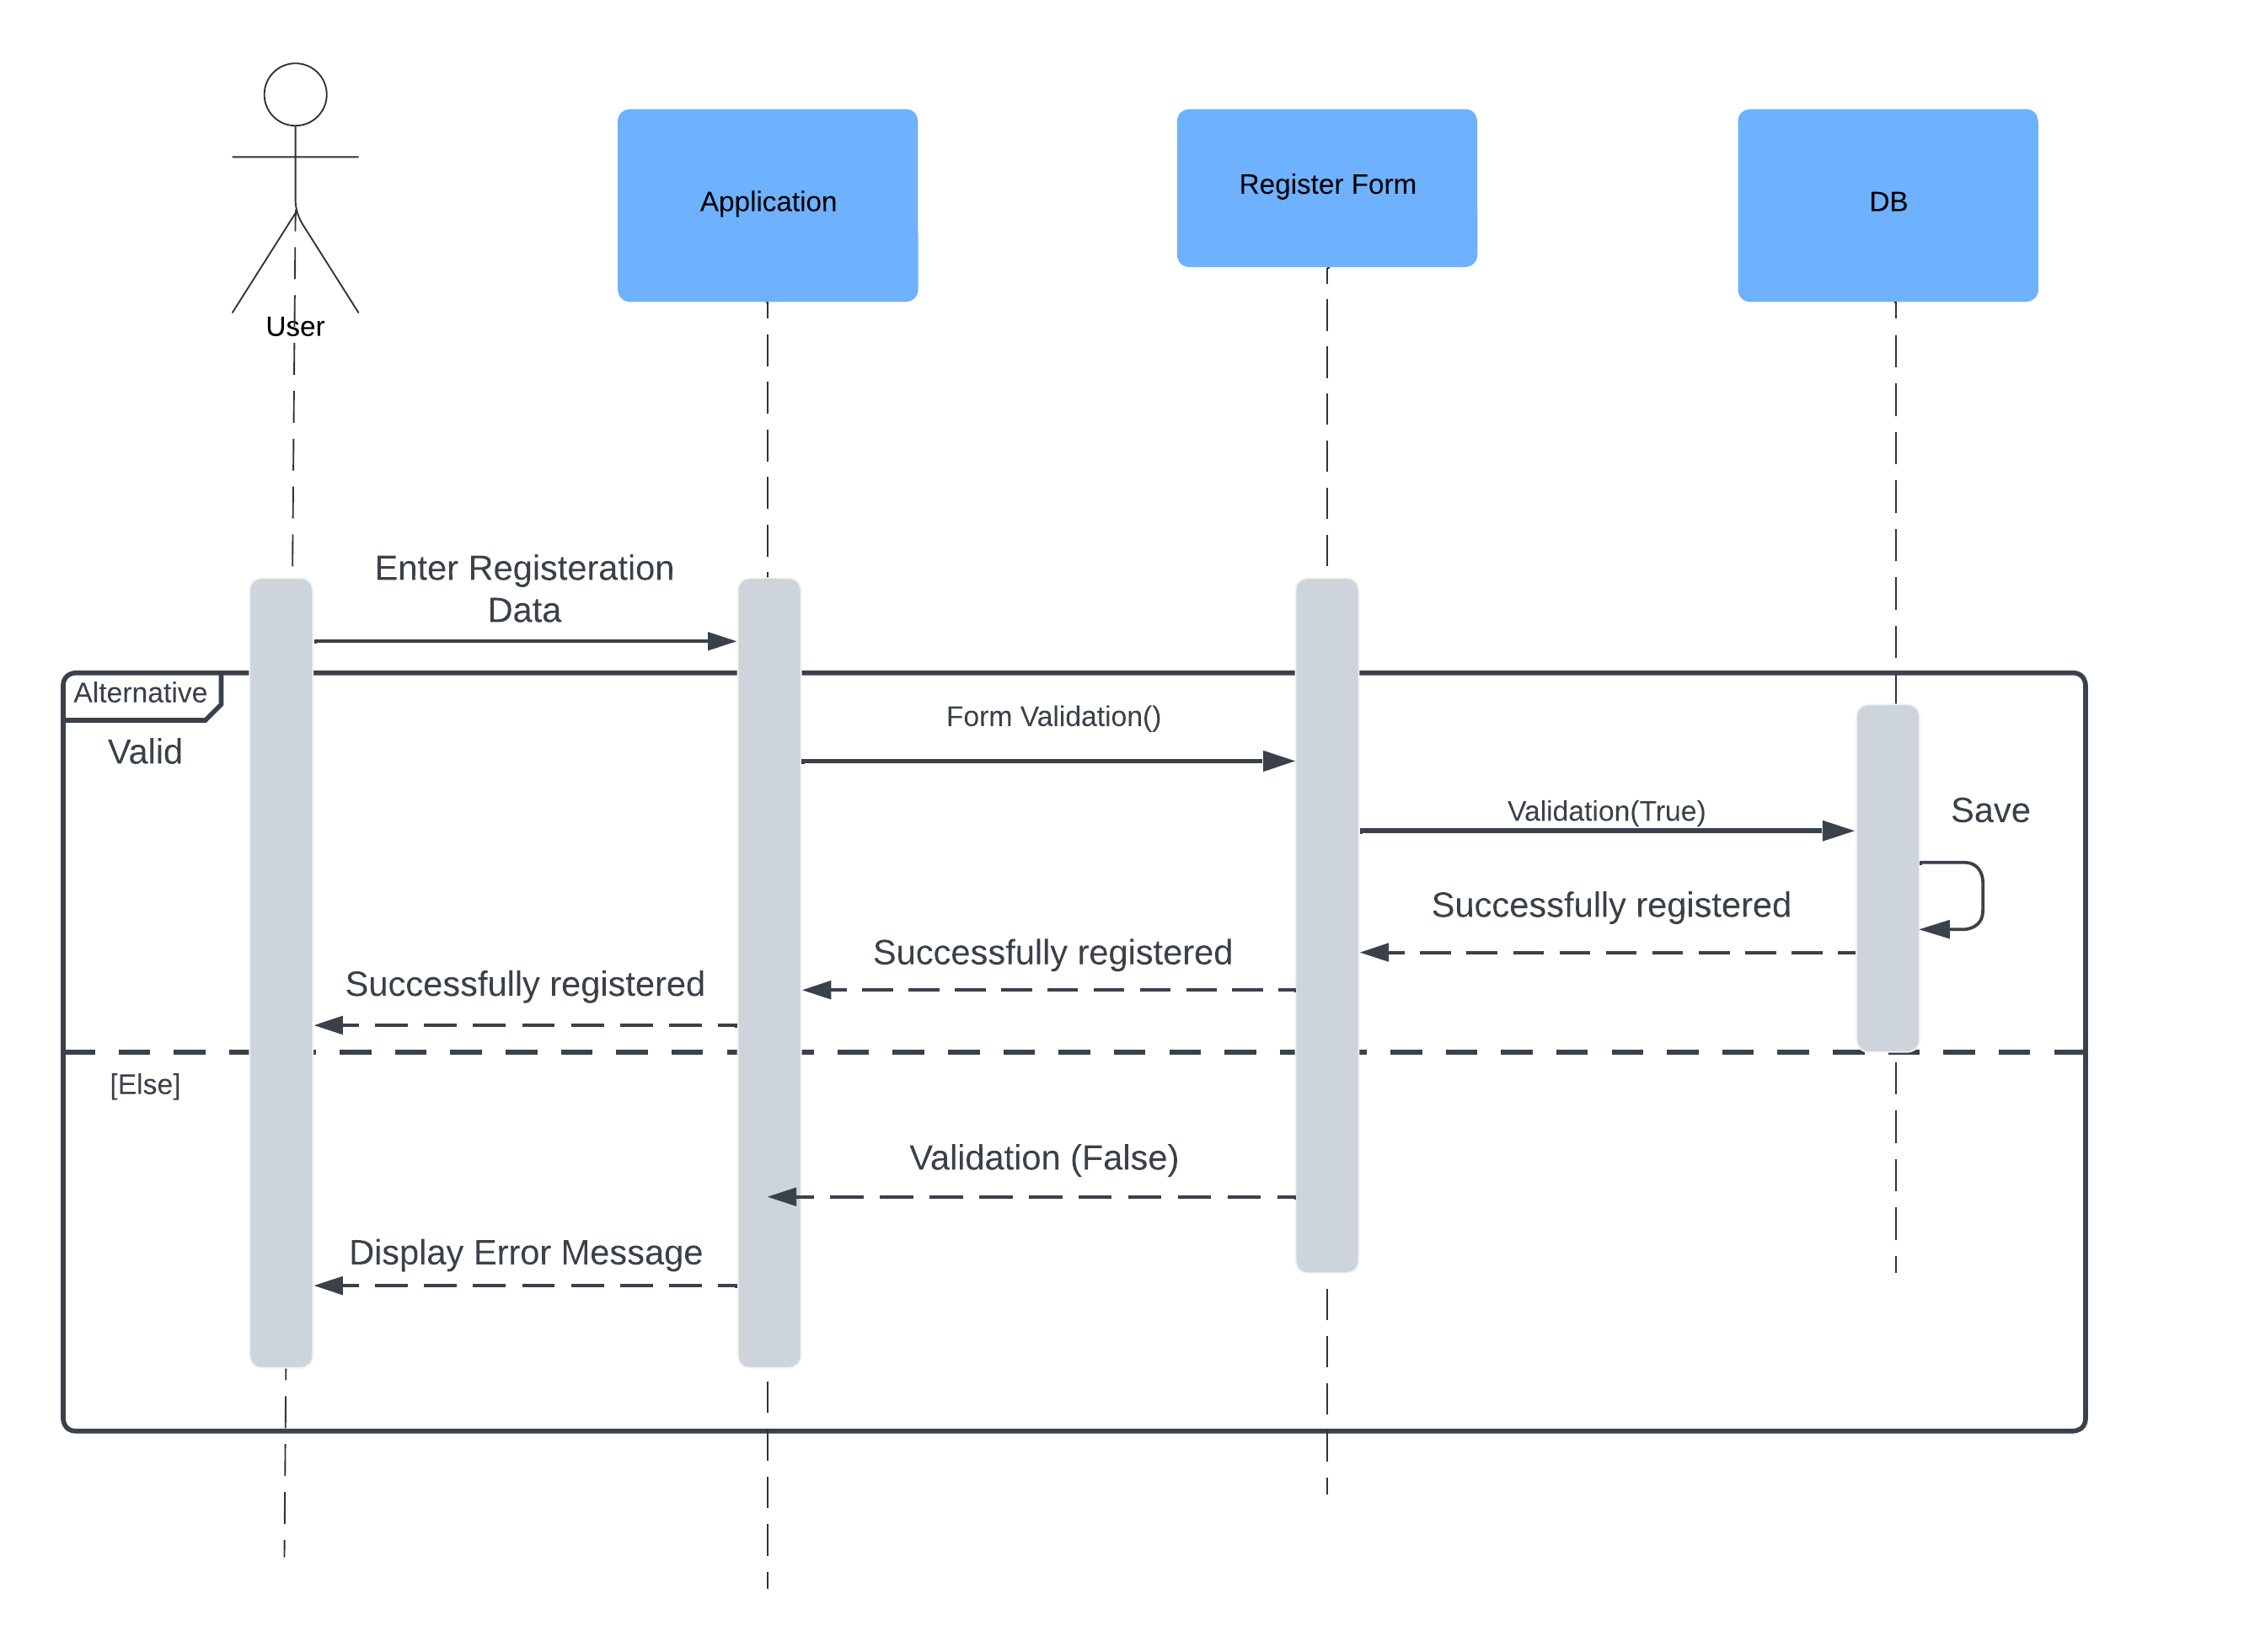 User
Application
Register Form
DB
Enter Registeration
Data
Alternative
Valid
Form Validation()
Validation(True)
Save
Successfully registered
Successfully registered
Successfully registered
[Else]
Validation (False)
Display Error Message